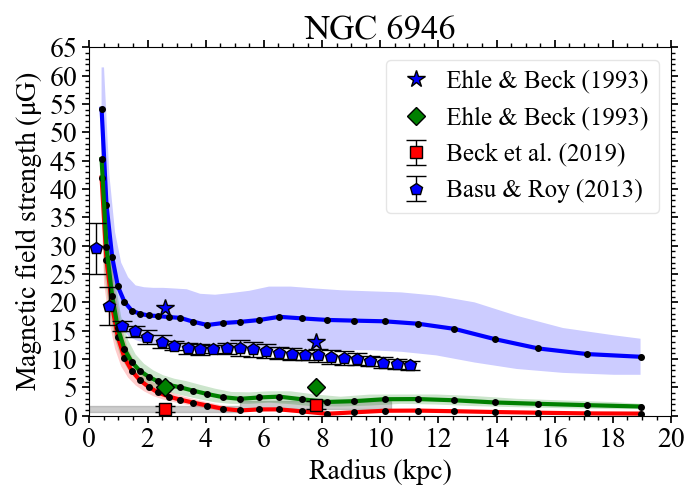 NGC 6946
Magnetic field strength (μG)
65
60
55
50
45
40
35
30
25
20
15
10
5
0
Ehle & Beck (1993)
Ehle & Beck (1993)
Beck et al. (2019)
Basu & Roy (2013)
0 2 4 6 8 10 12 14 16 18 20
Radius (kpc)